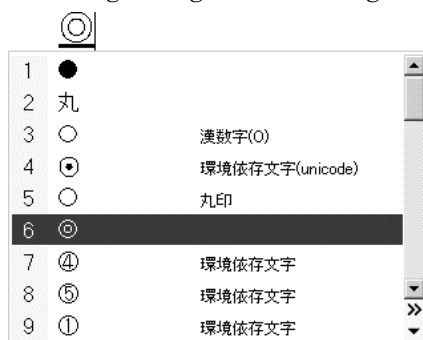 ◎
1 ●
2 丸
3 ○ 漢数字(0)
4 ☉ 環境依存文字(unicode)
5 ○ 丸印
6 ◎
7 ④ 環境依存文字
8 ⑤ 環境依存文字
9 ① 環境依存文字